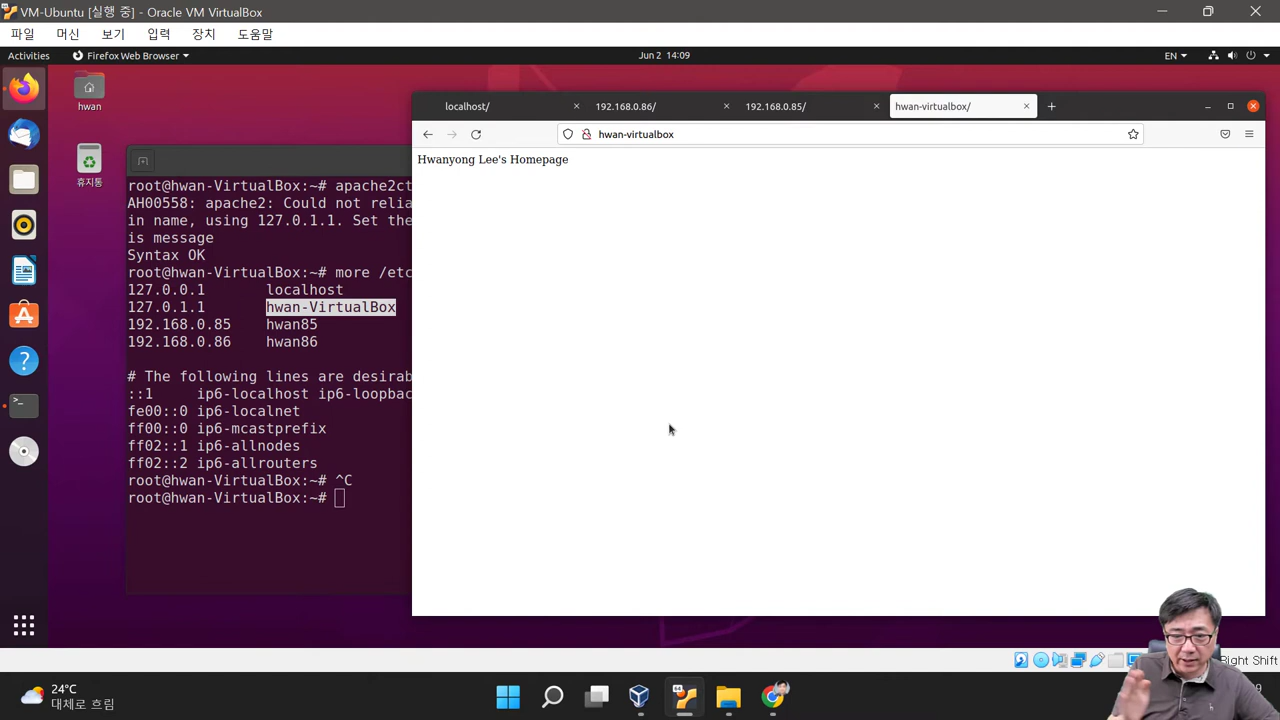 VM-Ubuntu [실행 중] - Oracle VM VirtualBox
파일 머신 보기 입력 장치 도움말
Activities Firefox Web Browser Jun 2 14:09 EN
hwan
휴지통
localhost/ 192.168.0.86/ 192.168.0.85/ hwan-virtualbox/
hwan-virtualbox
Hwanyong Lee's Homepage
root@hwan-VirtualBox:~# apache2ct
AH00558: apache2: Could not relia
in name, using 127.0.1.1. Set the
is message
Syntax OK
root@hwan-VirtualBox:~# more /etc
127.0.0.1 localhost
127.0.1.1 hwan-VirtualBox
192.168.0.85 hwan85
192.168.0.86 hwan86
# The following lines are desirab
::1 ip6-localhost ip6-loopbac
fe00::0 ip6-localnet
ff00::0 ip6-mcastprefix
ff02::1 ip6-allnodes
ff02::2 ip6-allrouters
root@hwan-VirtualBox:~# ^C
root@hwan-VirtualBox:~#
Right Shift
24°C
대체로 흐림